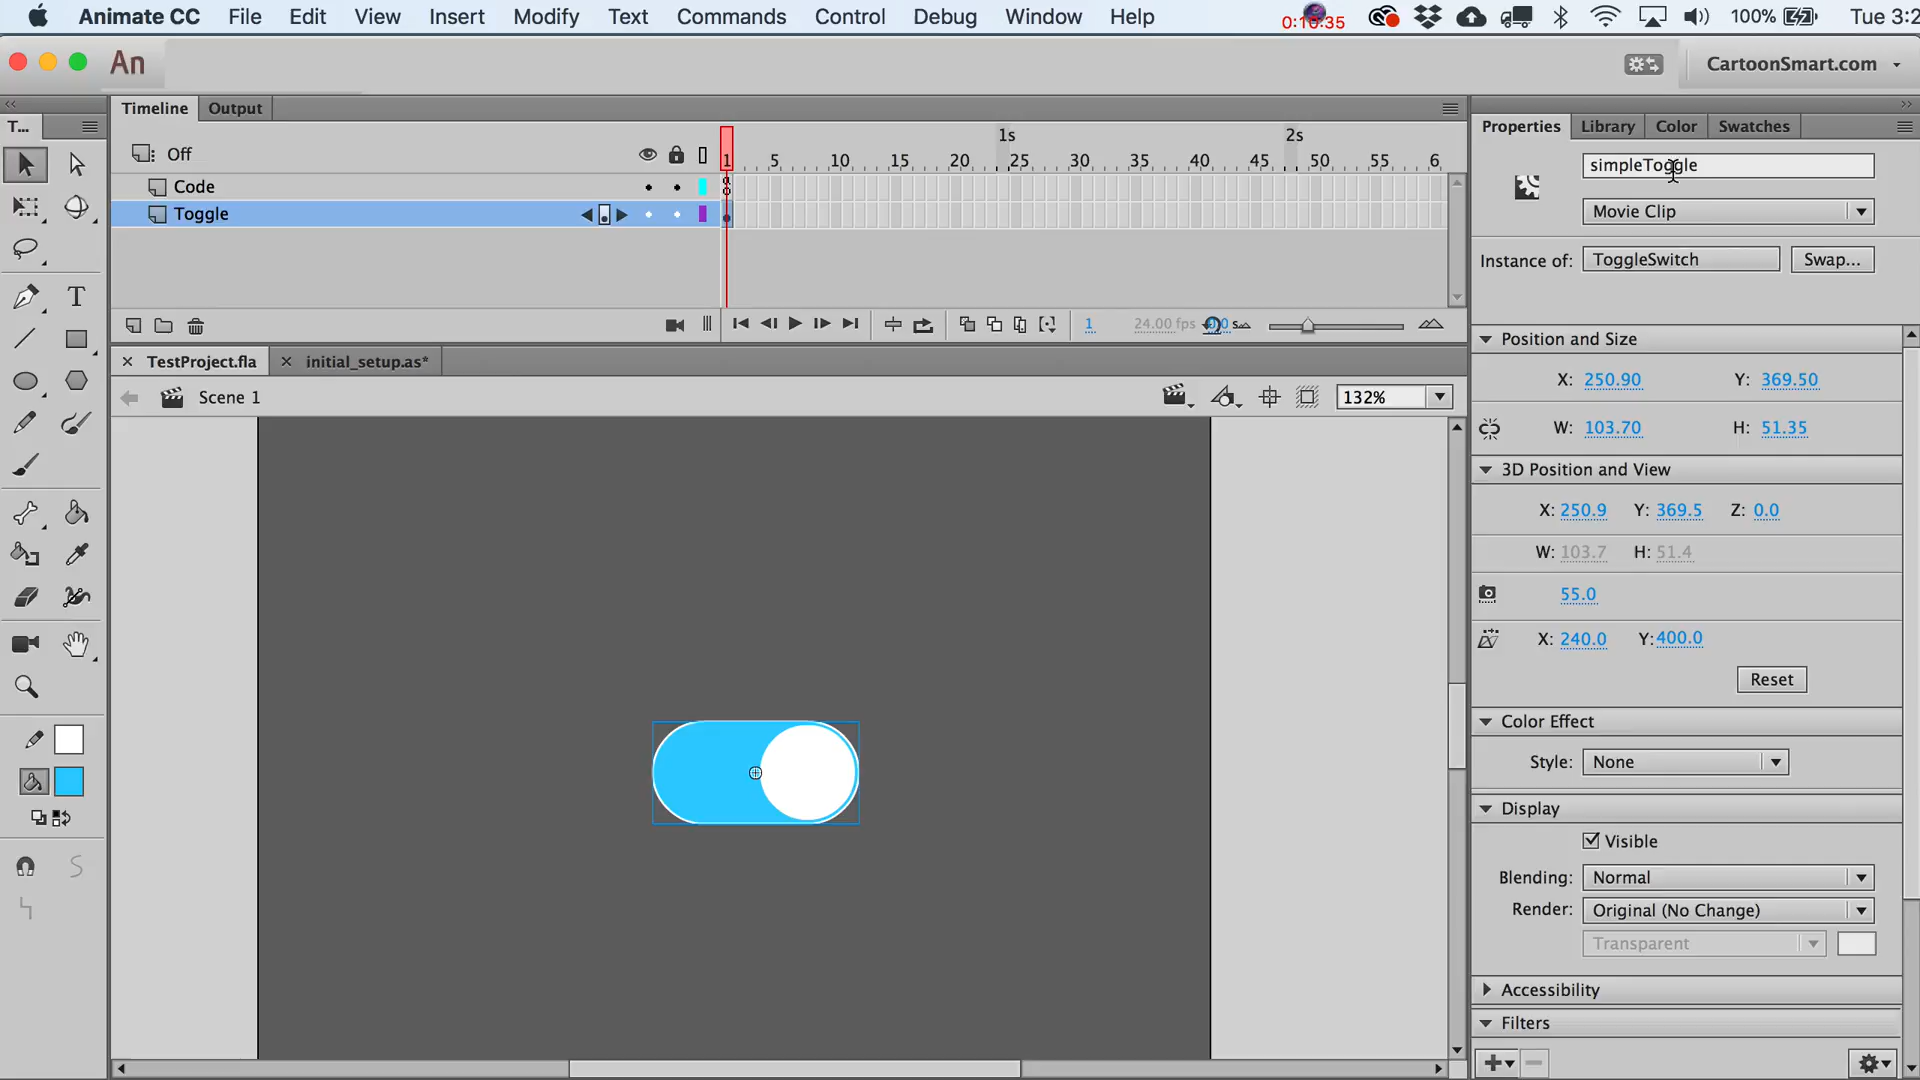 Animate CC File Edit View Insert Modify Text Commands Control Debug Window Help 0:10:35 100% Tue 3:2
An CartoonSmart.com
T... Timeline Output Properties Library Color Swatches
Off 1s 2s
1 5 10 15 20 25 30 35 40 45 50 55 6
simpleToggle
Code
Toggle
Movie Clip
Instance of: ToggleSwitch Swap...
1 24.00 fps 0.0 s
Position and Size
TestProject.fla initial_setup.as*
X: 250.90 Y: 369.50
Scene 1 132%
W: 103.70 H: 51.35
3D Position and View
X: 250.9 Y: 369.5 Z: 0.0
W: 103.7 H: 51.4
55.0
X: 240.0 Y: 400.0
Reset
Color Effect
Style: None
Display
Visible
Blending: Normal
Render: Original (No Change)
Transparent
Accessibility
Filters